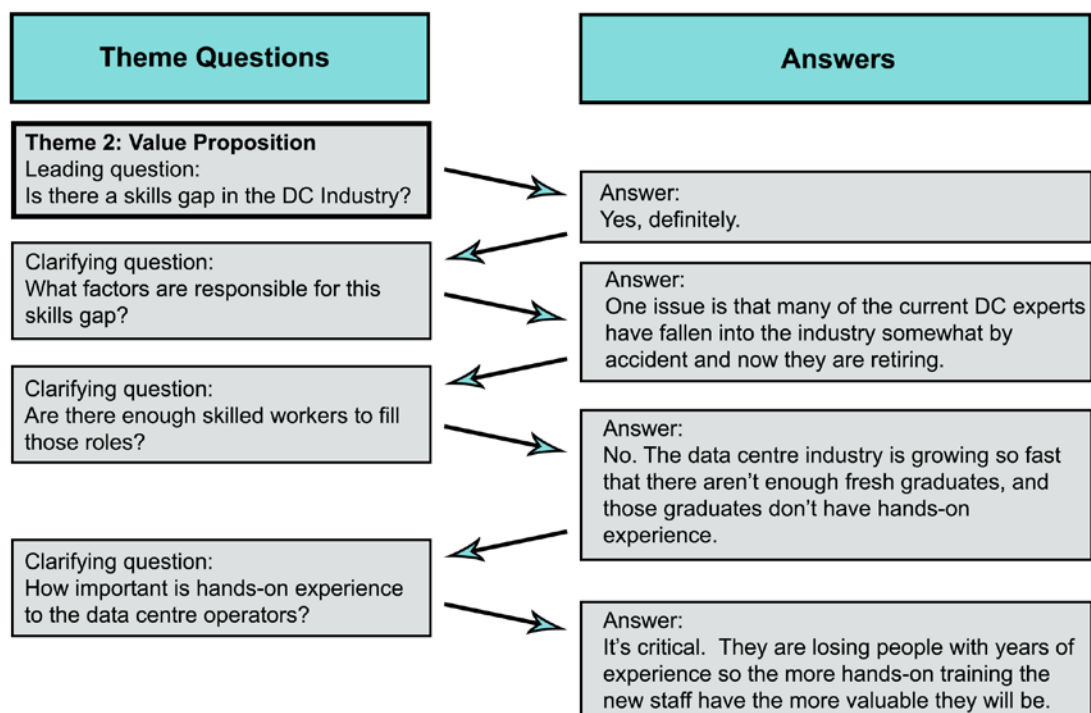 Theme Questions
Answers
Theme 2: Value Proposition
Leading question:
Is there a skills gap in the DC Industry?
Answer:
Yes, definitely.
Clarifying question:
What factors are responsible for this
skills gap?
Answer:
One issue is that many of the current DC experts
have fallen into the industry somewhat by
accident and now they are retiring.
Clarifying question:
Are there enough skilled workers to fill
those roles?
Answer:
No. The data centre industry is growing so fast
that there aren’t enough fresh graduates, and
those graduates don’t have hands-on
experience.
Clarifying question:
How important is hands-on experience
to the data centre operators?
Answer:
It’s critical.  They are losing people with years of
experience so the more hands-on training the
new staff have the more valuable they will be.